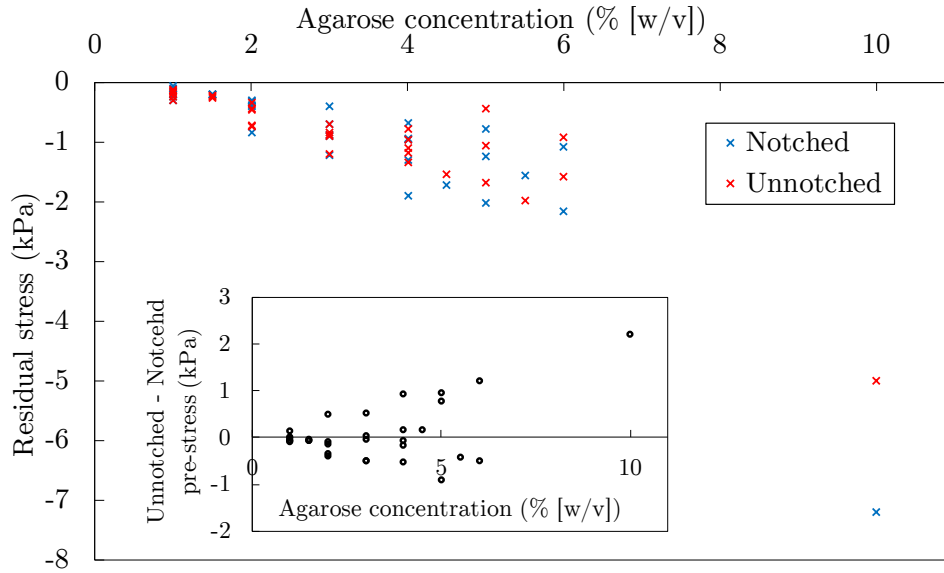 Agarose concentration (% [w/v])
0 2 4 6 8 10
0
-1
-2
-3
-4
-5
-6
-7
-8
Residual stress (kPa)
Notched
Unnotched
Unnotched - Notcehd
pre-stress (kPa)
3
2
1
0
-1
-2
0 5 10
Agarose concentration (% [w/v])